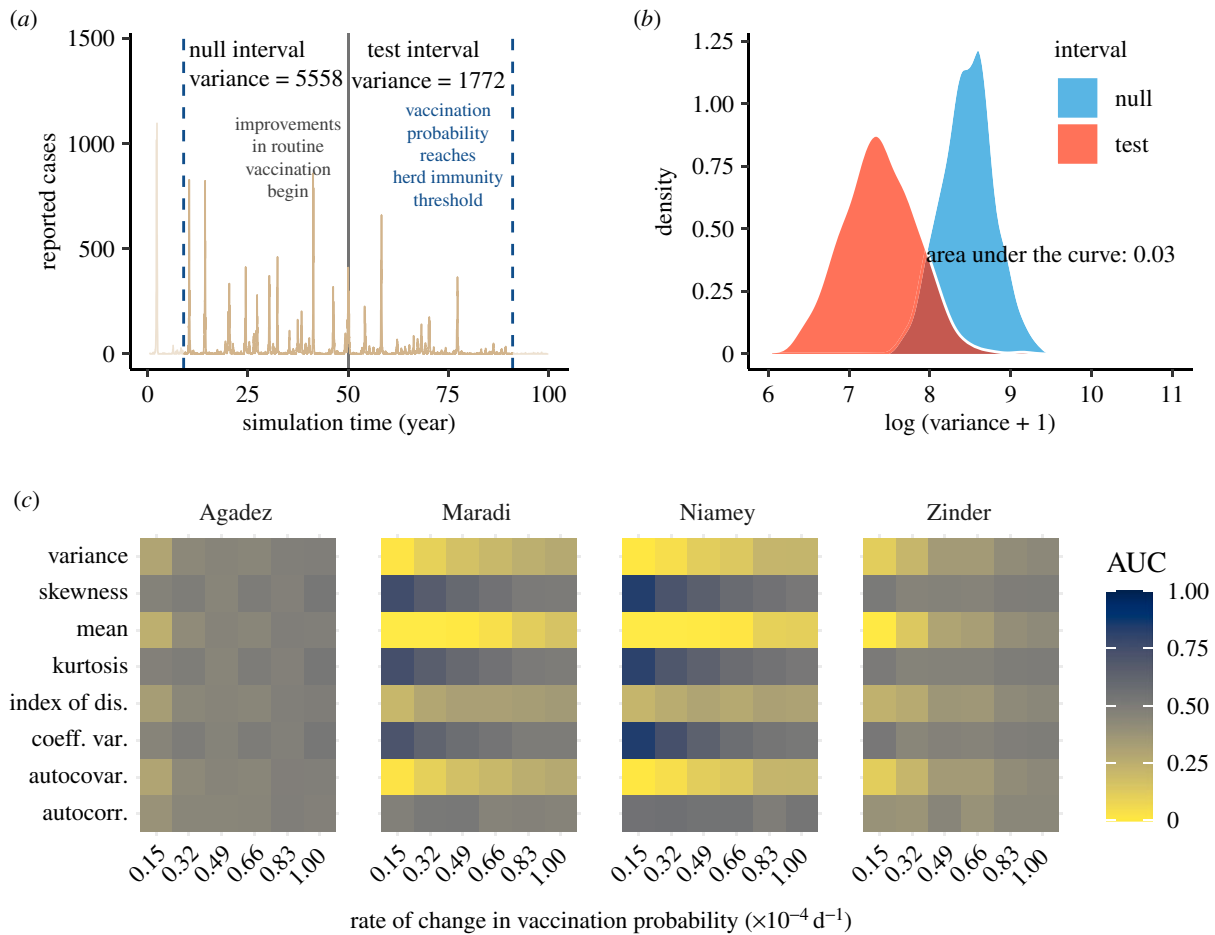 (a)
1500
1000
500
0
reported cases
null interval
variance = 5558
test interval
variance = 1772
improvements
in routine
vaccination
begin
vaccination
probability
reaches
herd immunity
threshold
0 25 50 75 100
simulation time (year)
(b)
1.25
1.00
0.75
0.50
0.25
0
density
interval
null
test
area under the curve: 0.03
6 7 8 9 10 11
log (variance + 1)
(c)
Agadez Maradi Niamey Zinder
variance
skewness
mean
kurtosis
index of dis.
coeff. var.
autocovar.
autocorr.
0.15 0.32 0.49 0.66 0.83 1.00
0.15 0.32 0.49 0.66 0.83 1.00
0.15 0.32 0.49 0.66 0.83 1.00
0.15 0.32 0.49 0.66 0.83 1.00
rate of change in vaccination probability (×10⁻⁴ d⁻¹)
AUC
1.00
0.75
0.50
0.25
0